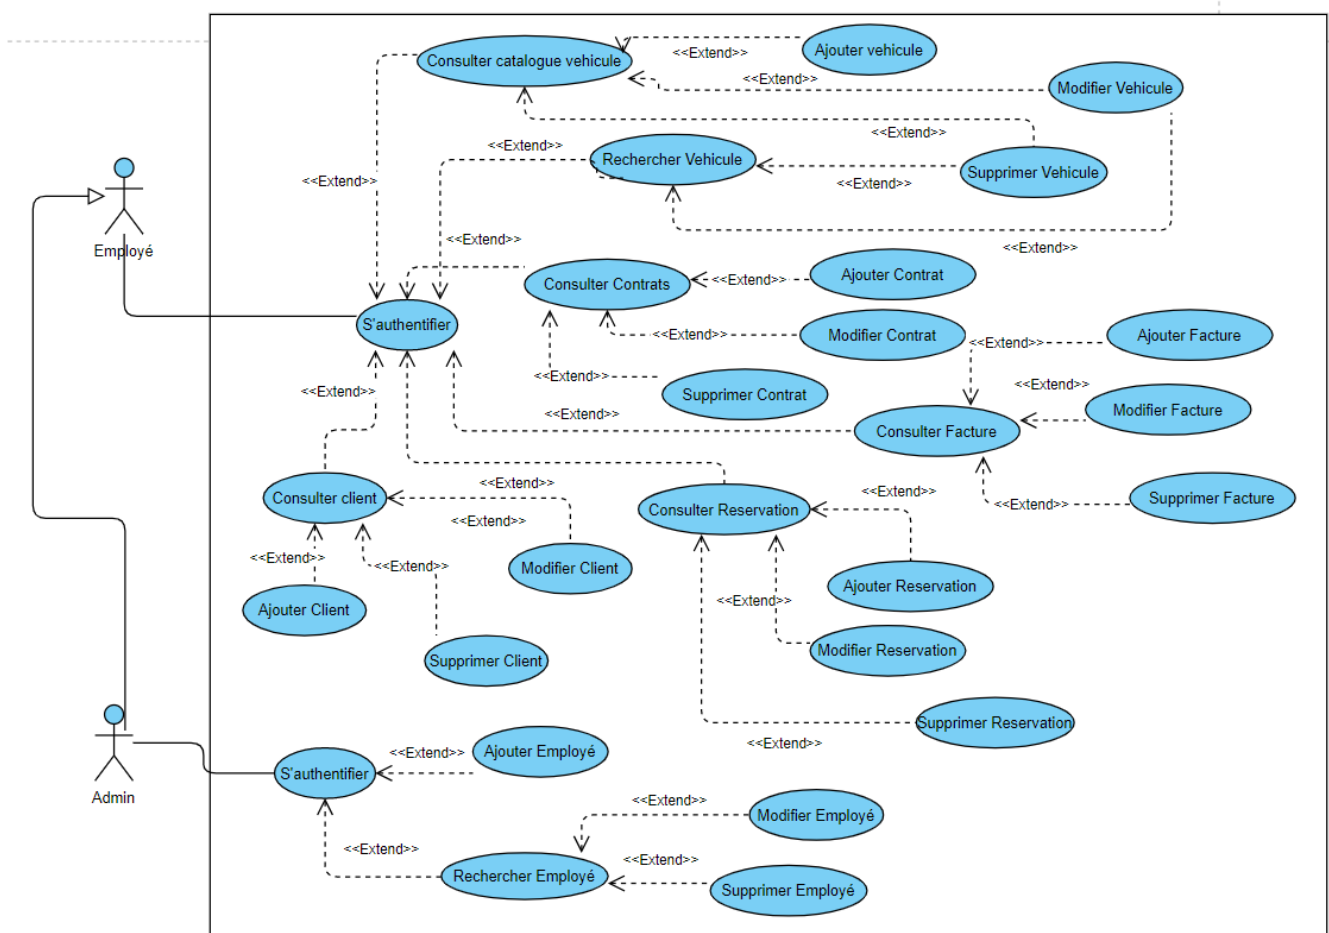 Consulter catalogue vehicule
<<Extend>>
Ajouter vehicule
<<Extend>>
Modifier Vehicule
<<Extend>>
<<Extend>>
Rechercher Vehicule
<<Extend>>
Supprimer Vehicule
<<Extend>>
<<Extend>>
Employé
<<Extend>>
Consulter Contrats
<<Extend>>
Ajouter Contrat
S'authentifier
<<Extend>>
Modifier Contrat
<<Extend>>
Ajouter Facture
<<Extend>>
<<Extend>>
Supprimer Contrat
<<Extend>>
Modifier Facture
<<Extend>>
Consulter Facture
<<Extend>>
Consulter client
<<Extend>>
Consulter Reservation
<<Extend>>
<<Extend>>
Supprimer Facture
<<Extend>>
<<Extend>>
<<Extend>>
Modifier Client
Ajouter Reservation
Ajouter Client
<<Extend>>
Supprimer Client
Modifier Reservation
Supprimer Reservation
<<Extend>>
Admin
S'authentifier
<<Extend>>
Ajouter Employé
<<Extend>>
Modifier Employé
<<Extend>>
Rechercher Employé
<<Extend>>
Supprimer Employé